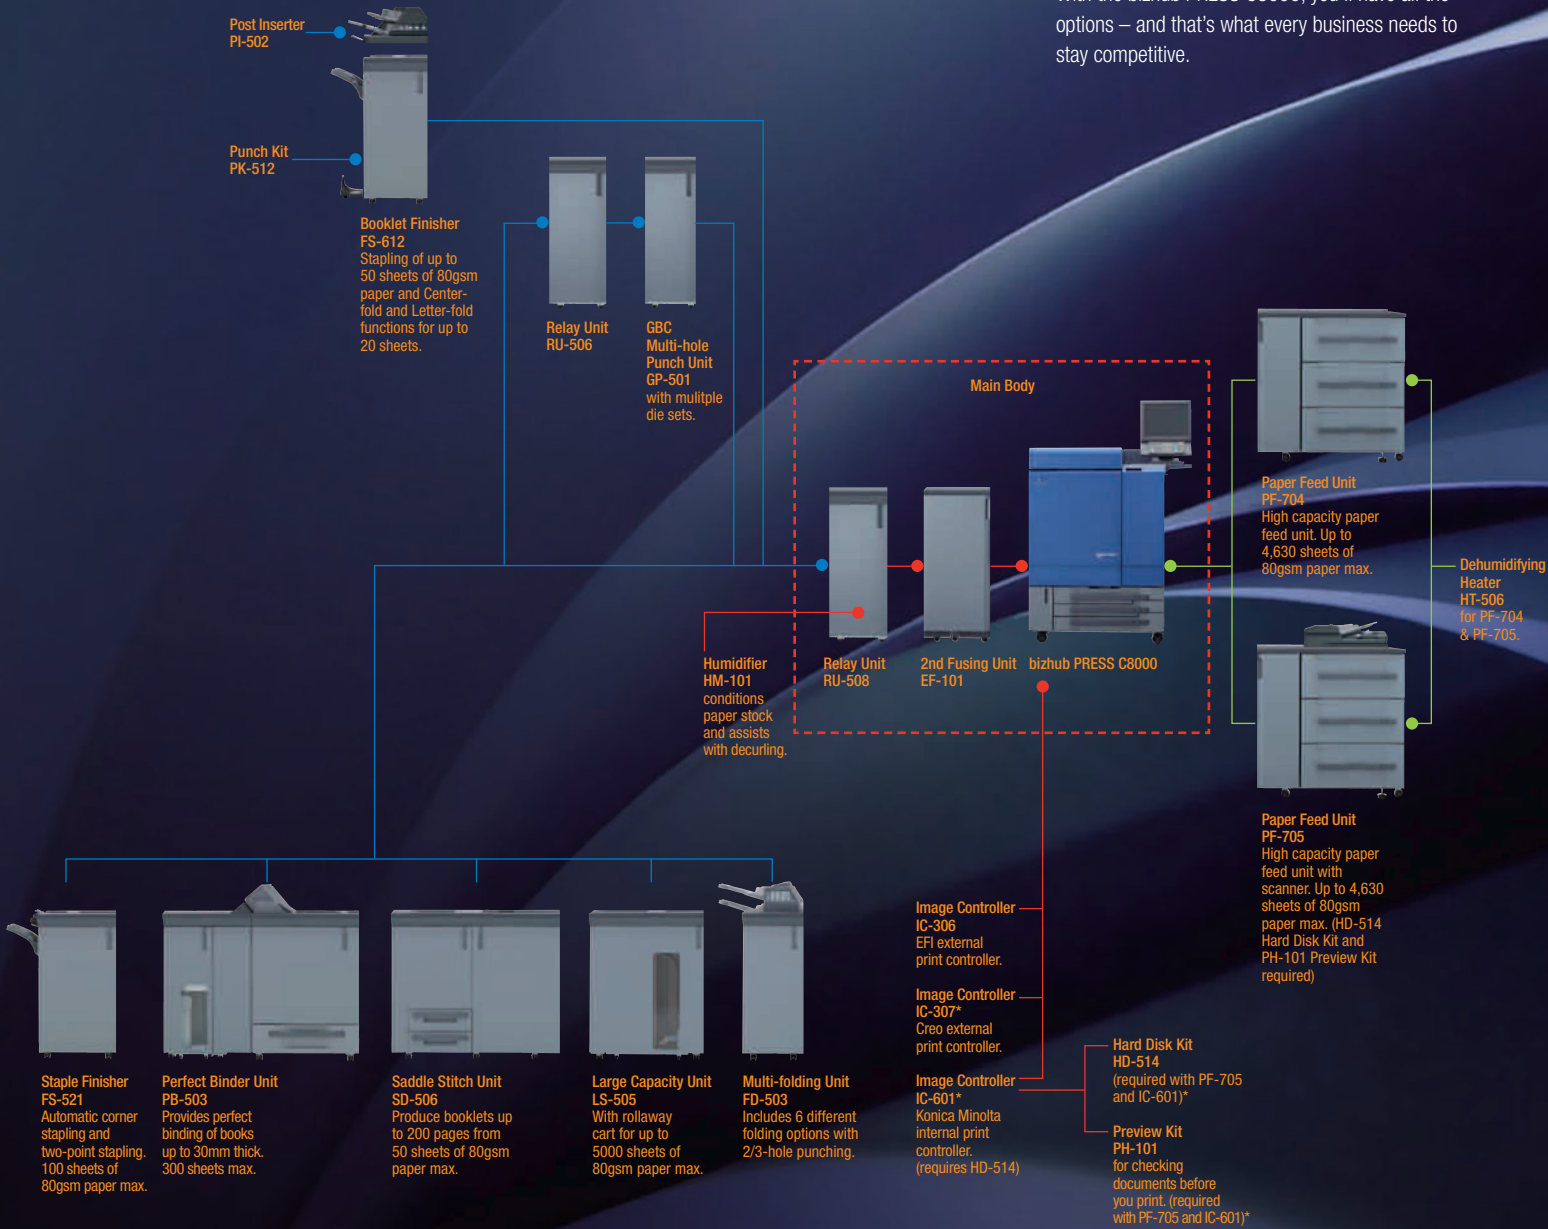 options – and that's what every business needs to
stay competitive.
Post Inserter
PI-502
Punch Kit
PK-512
Booklet Finisher
FS-612
Stapling of up to
50 sheets of 80gsm
paper and Center-
fold and Letter-fold
functions for up to
20 sheets.
Relay Unit
RU-506
GBC
Multi-hole
Punch Unit
GP-501
with mulitple
die sets.
Main Body
Paper Feed Unit
PF-704
High capacity paper
feed unit. Up to
4,630 sheets of
80gsm paper max.
Dehumidifying
Heater
HT-506
for PF-704
& PF-705.
Humidifier
HM-101
conditions
paper stock
and assists
with decurling.
Relay Unit
RU-508
2nd Fusing Unit
EF-101
bizhub PRESS C8000
Paper Feed Unit
PF-705
High capacity paper
feed unit with
scanner. Up to 4,630
sheets of 80gsm
paper max. (HD-514
Hard Disk Kit and
PH-101 Preview Kit
required)
Image Controller
IC-306
EFI external
print controller.
Image Controller
IC-307*
Creo external
print controller.
Image Controller
IC-601*
Konica Minolta
internal print
controller.
(requires HD-514)
Hard Disk Kit
HD-514
(required with PF-705
and IC-601)*
Preview Kit
PH-101
for checking
documents before
you print. (required
with PF-705 and IC-601)*
Staple Finisher
FS-521
Automatic corner
stapling and
two-point stapling.
100 sheets of
80gsm paper max.
Perfect Binder Unit
PB-503
Provides perfect
binding of books
up to 30mm thick.
300 sheets max.
Saddle Stitch Unit
SD-506
Produce booklets up
to 200 pages from
50 sheets of 80gsm
paper max.
Large Capacity Unit
LS-505
With rollaway
cart for up to
5000 sheets of
80gsm paper max.
Multi-folding Unit
FD-503
Includes 6 different
folding options with
2/3-hole punching.